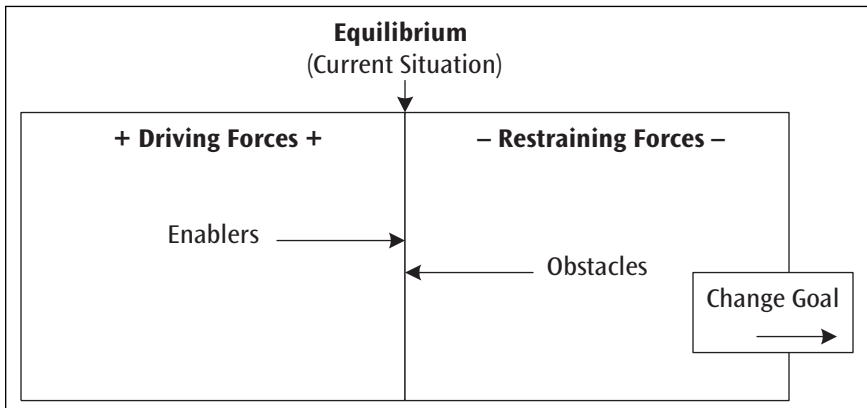 Equilibrium
(Current Situation)
+ Driving Forces +
– Restraining Forces –
Enablers
Obstacles
Change Goal